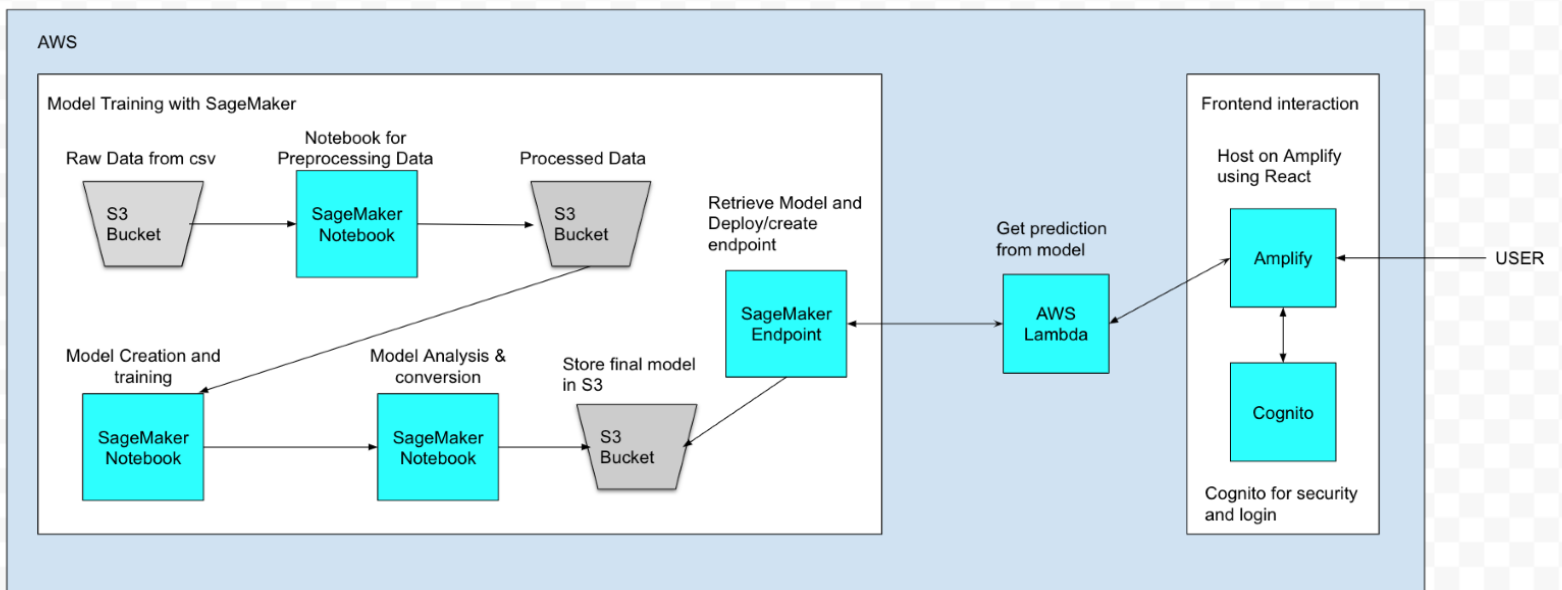 AWS
Model Training with SageMaker
Raw Data from csv
S3
Bucket
Notebook for
Preprocessing Data
SageMaker
Notebook
Processed Data
S3
Bucket
Model Creation and
training
SageMaker
Notebook
Model Analysis &
conversion
SageMaker
Notebook
Store final model
in S3
S3
Bucket
Retrieve Model and
Deploy/create
endpoint
SageMaker
Endpoint
Get prediction
from model
AWS
Lambda
Frontend interaction
Host on Amplify
using React
Amplify
Cognito
Cognito for security
and login
USER